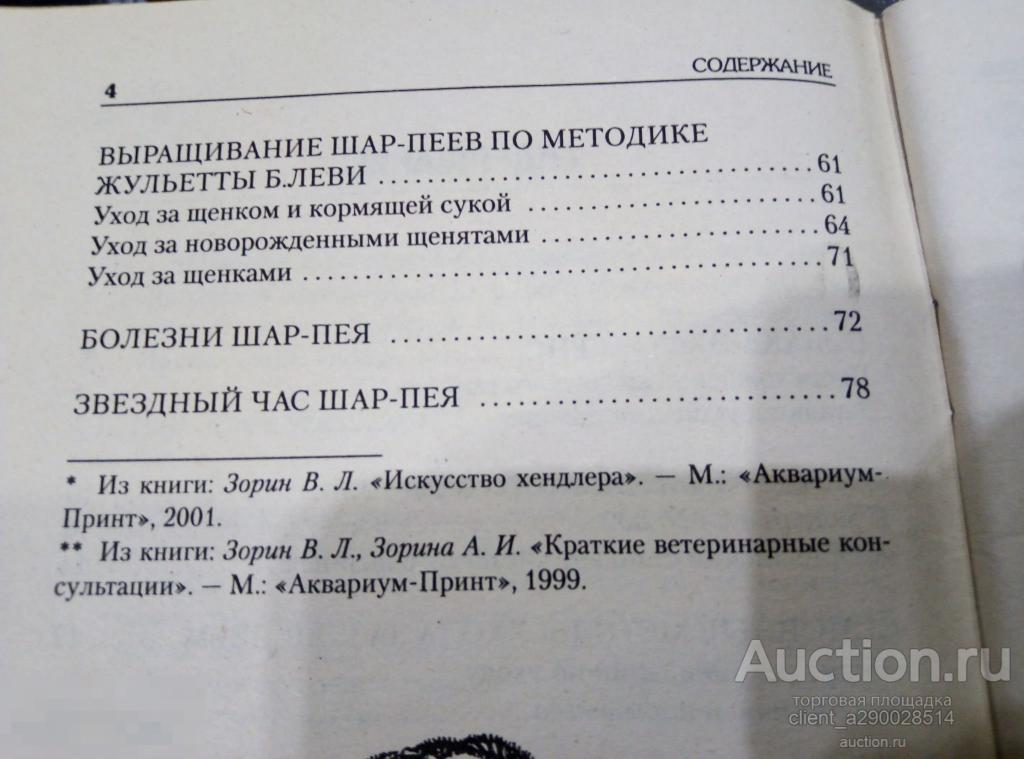 4 СОДЕРЖАНИЕ
ВЫРАЩИВАНИЕ ШАР-ПЕЕВ ПО МЕТОДИКЕ
ЖУЛЬЕТТЫ Б.ЛЕВИ ................................ 61
Уход за щенком и кормящей сукой ...................... 61
Уход за новорожденными щенятами .................... 64
Уход за щенками ..................................... 71
БОЛЕЗНИ ШАР-ПЕЯ ............................... 72
ЗВЕЗДНЫЙ ЧАС ШАР-ПЕЯ ......................... 78
* Из книги: Зорин В. Л. «Искусство хендлера». — М.: «Аквариум-
Принт», 2001.
** Из книги: Зорин В. Л., Зорина А. И. «Краткие ветеринарные кон-
сультации». — М.: «Аквариум-Принт», 1999.
Auction.ru
торговая площадка
client_a290028514
auction.ru